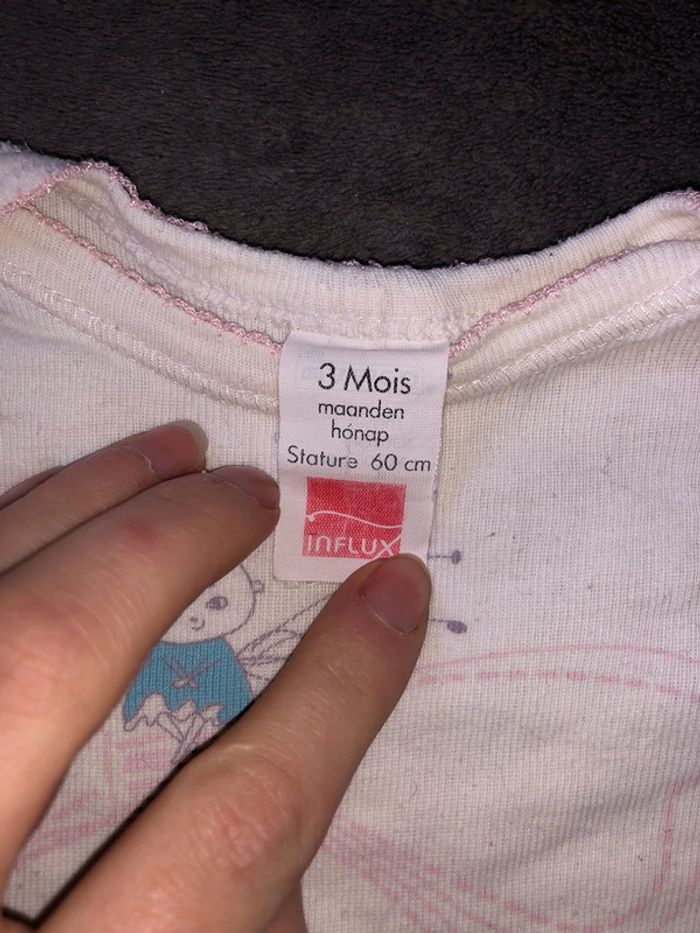 3 Mois
maanden
hónap
Stature 60 cm
INFLUX